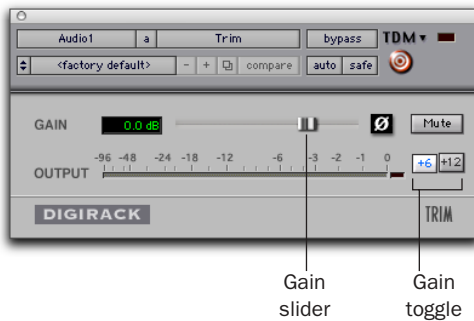 Audio1 a Trim bypass TDM
<factory default> - + compare auto safe
GAIN 0.0 dB Ø Mute
-96 -48 -24 -18 -12 -6 -3 -2 -1 0
OUTPUT +6 +12
DIGIRACK TRIM
Gain slider
Gain toggle